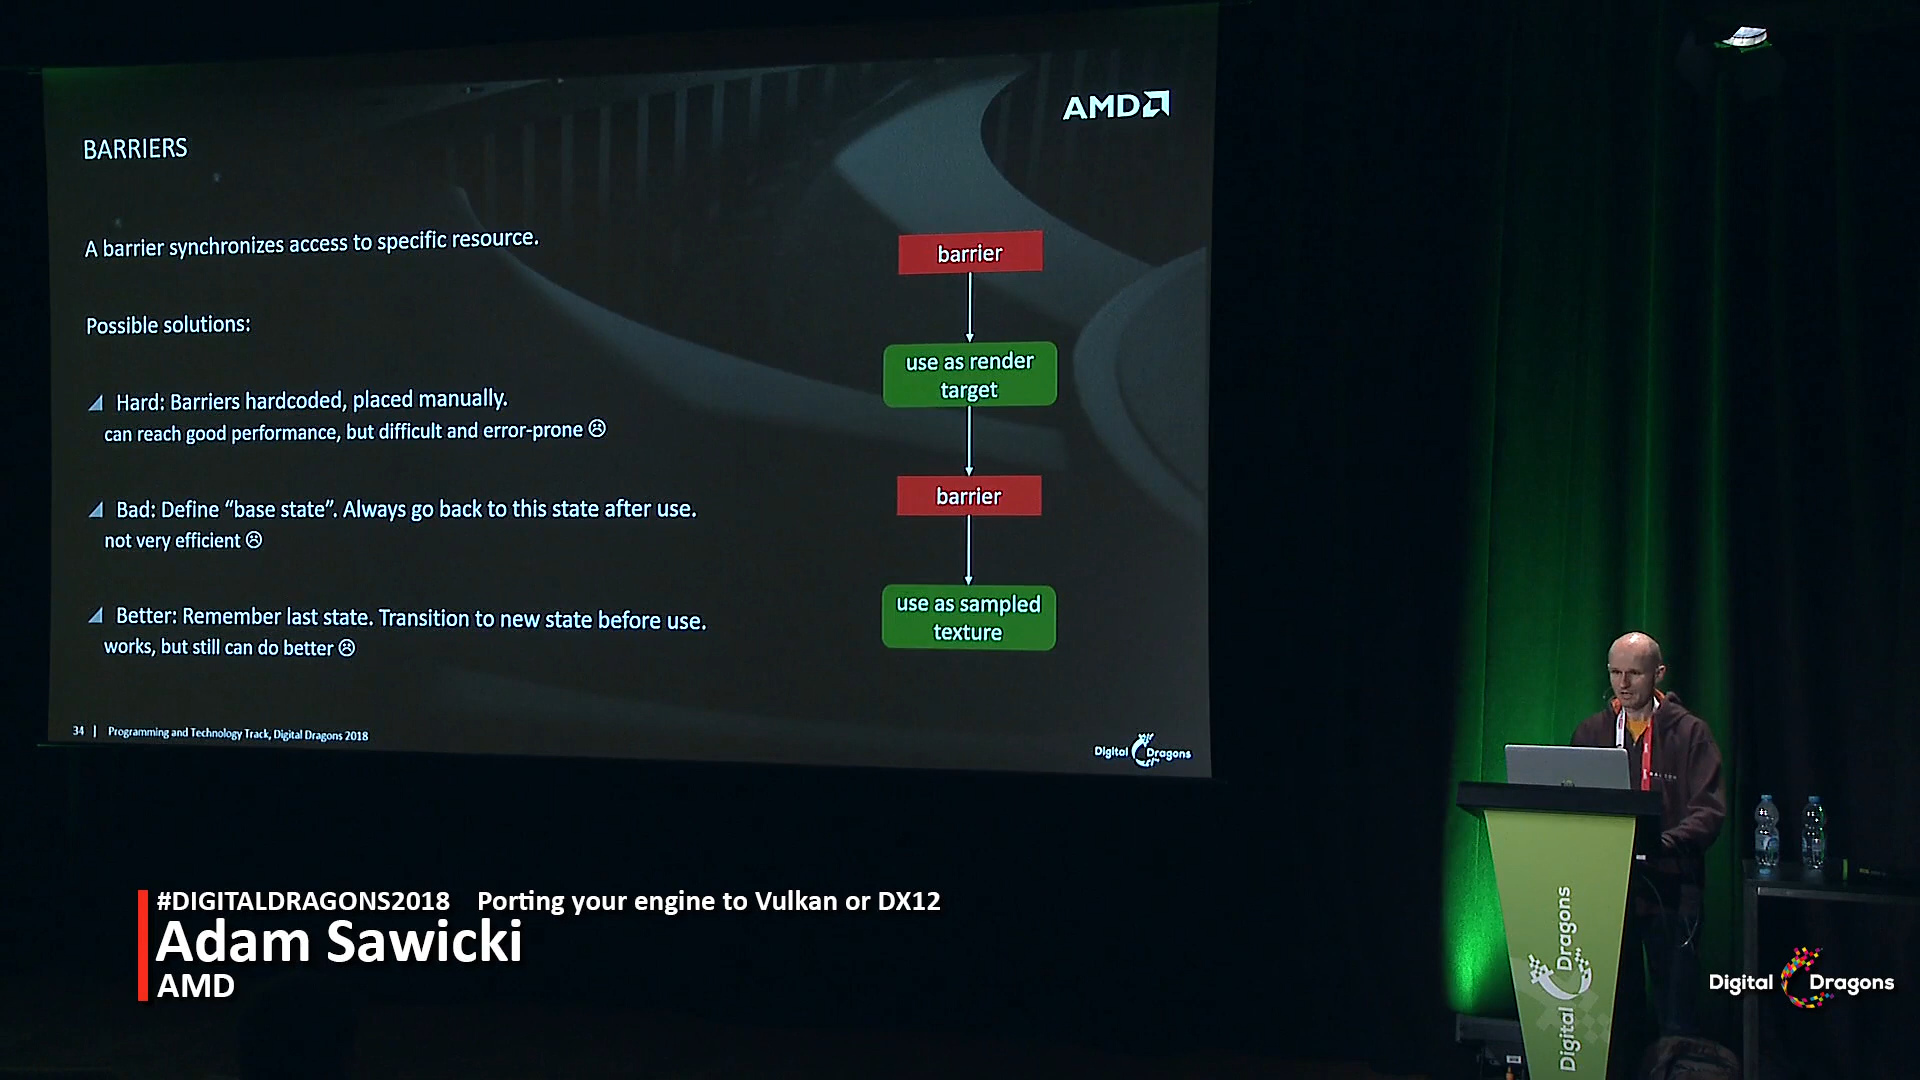 AMD
BARRIERS
A barrier synchronizes access to specific resource.
Possible solutions:
Hard: Barriers hardcoded, placed manually.
can reach good performance, but difficult and error-prone ☹
Bad: Define “base state”. Always go back to this state after use.
not very efficient ☹
Better: Remember last state. Transition to new state before use.
works, but still can do better ☹
barrier
use as render
target
barrier
use as sampled
texture
34 | Programming and Technology Track, Digital Dragons 2018
Digital Dragons
#DIGITALDRAGONS2018 Porting your engine to Vulkan or DX12
Adam Sawicki
AMD
Digital Dragons
Digital Dragons